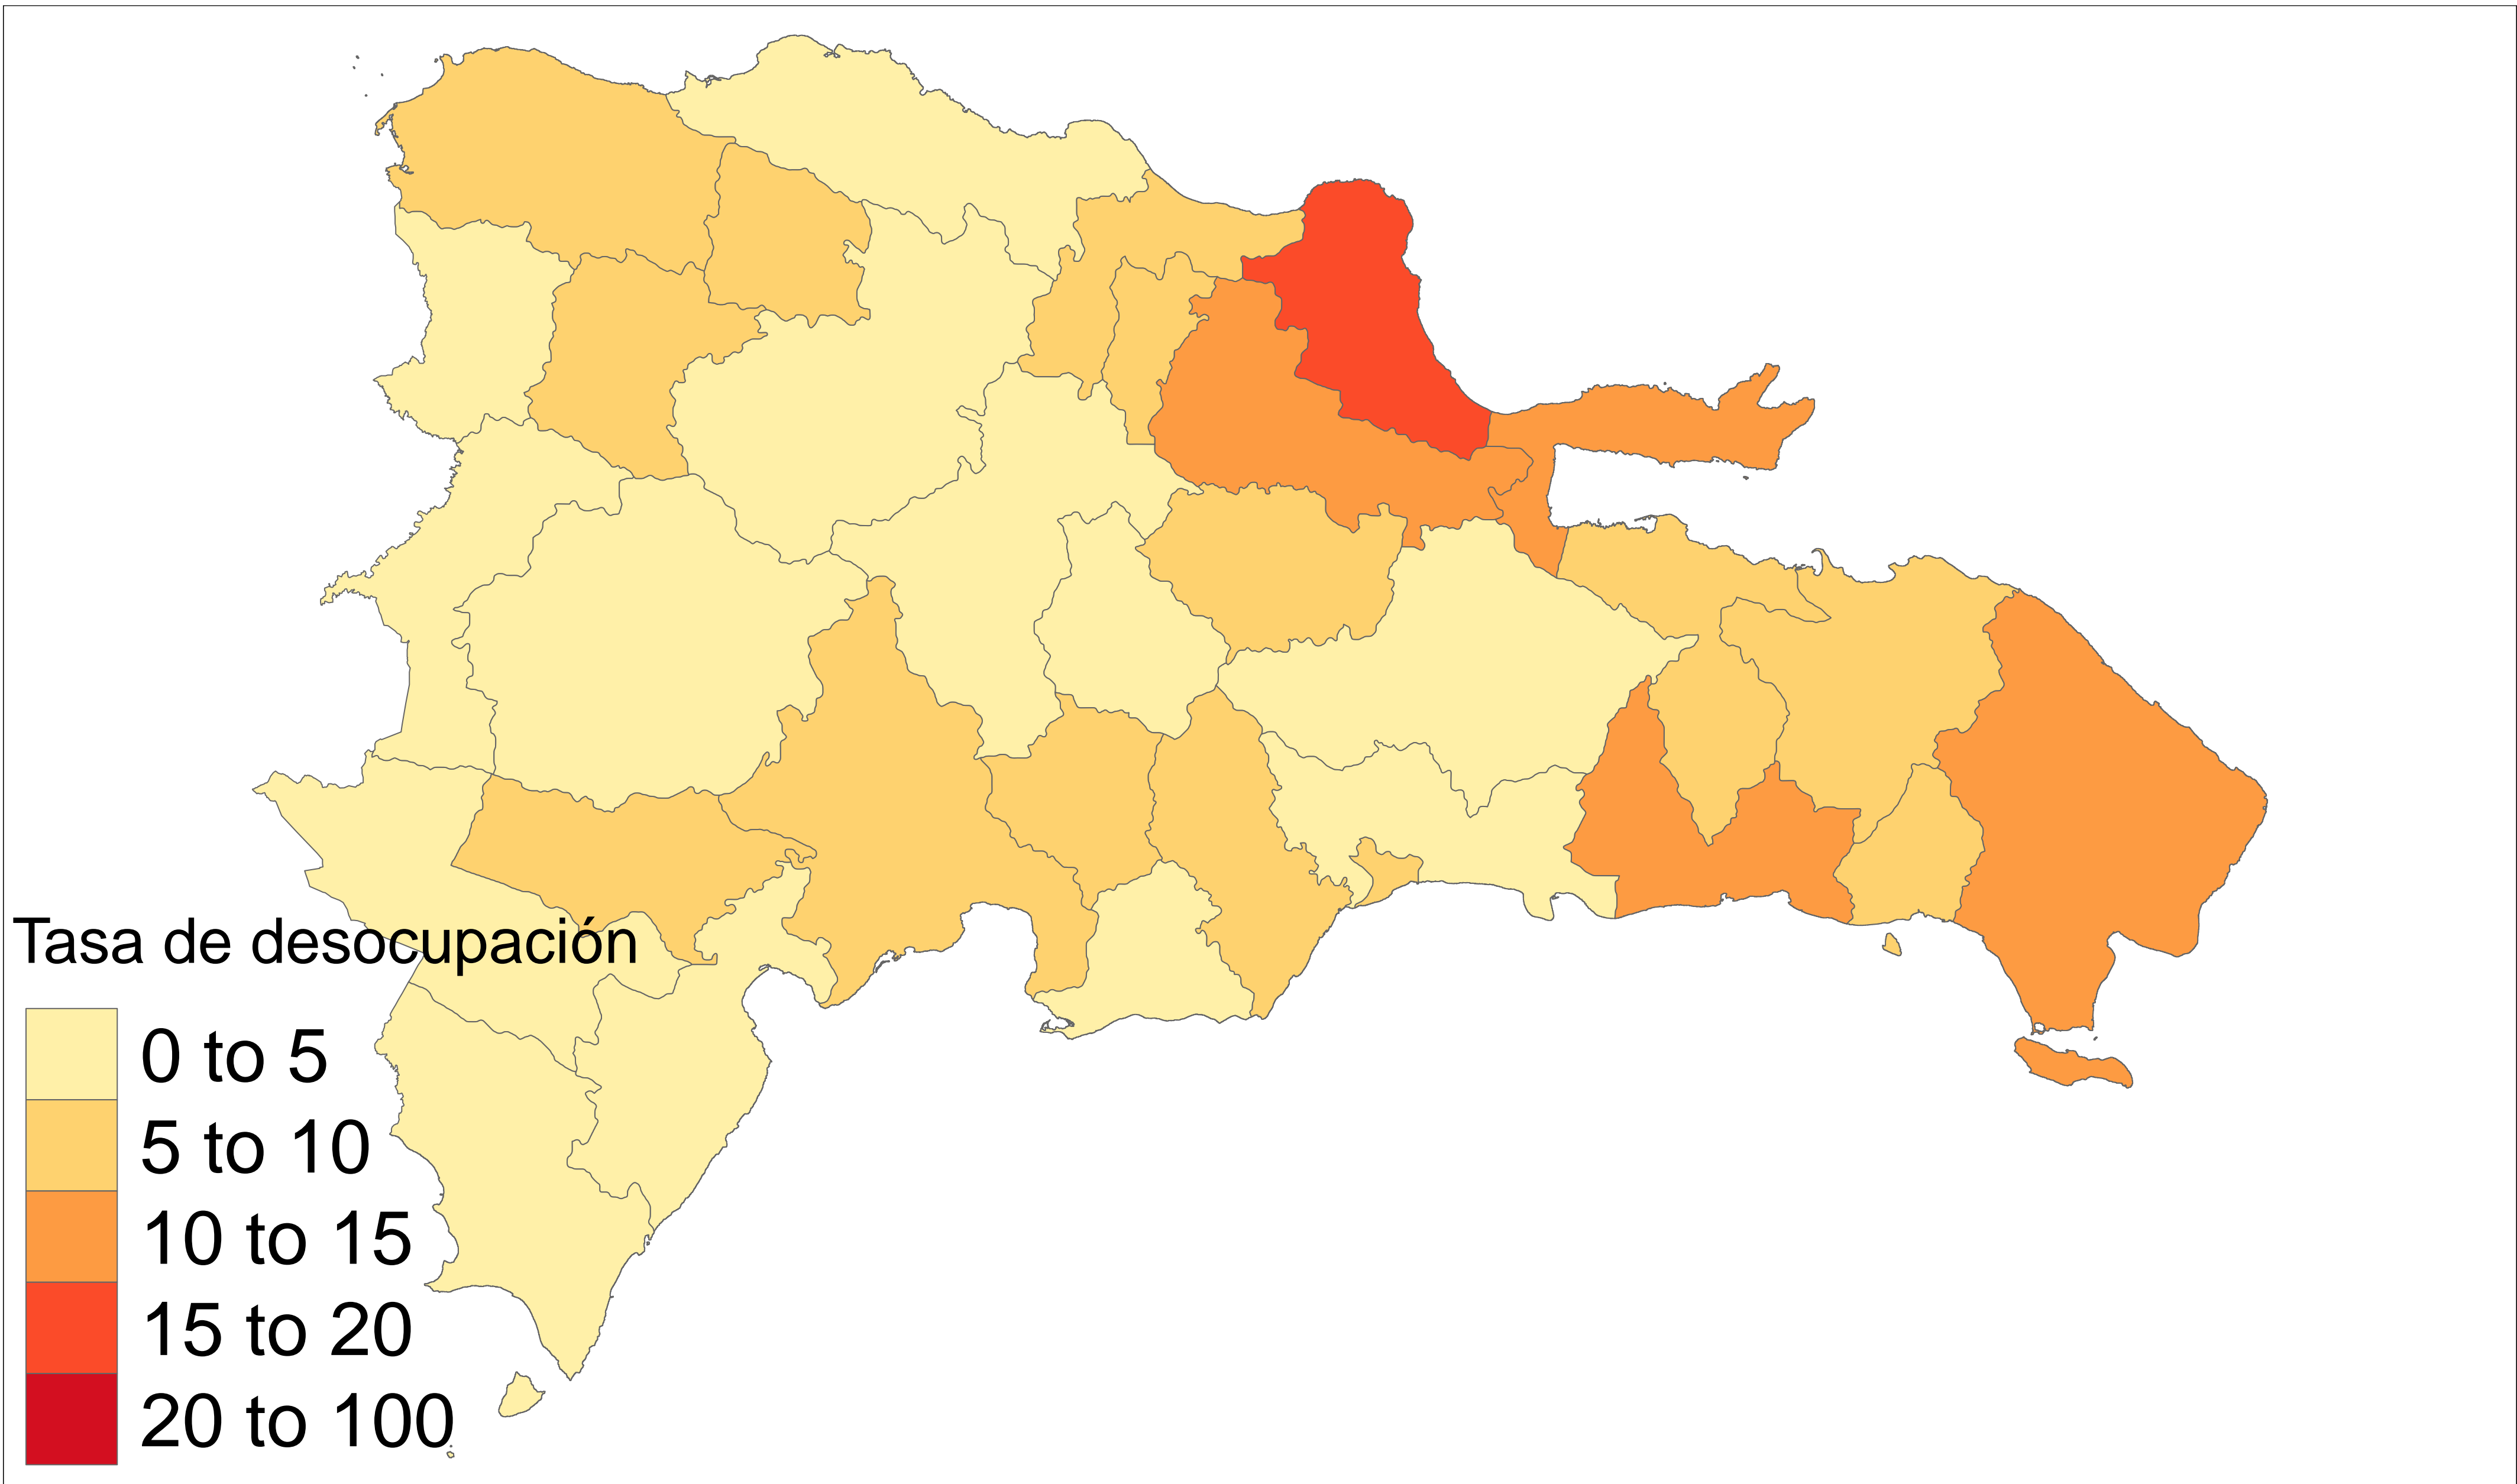 Tasa de desocupación
0 to 5
5 to 10
10 to 15
15 to 20
20 to 100